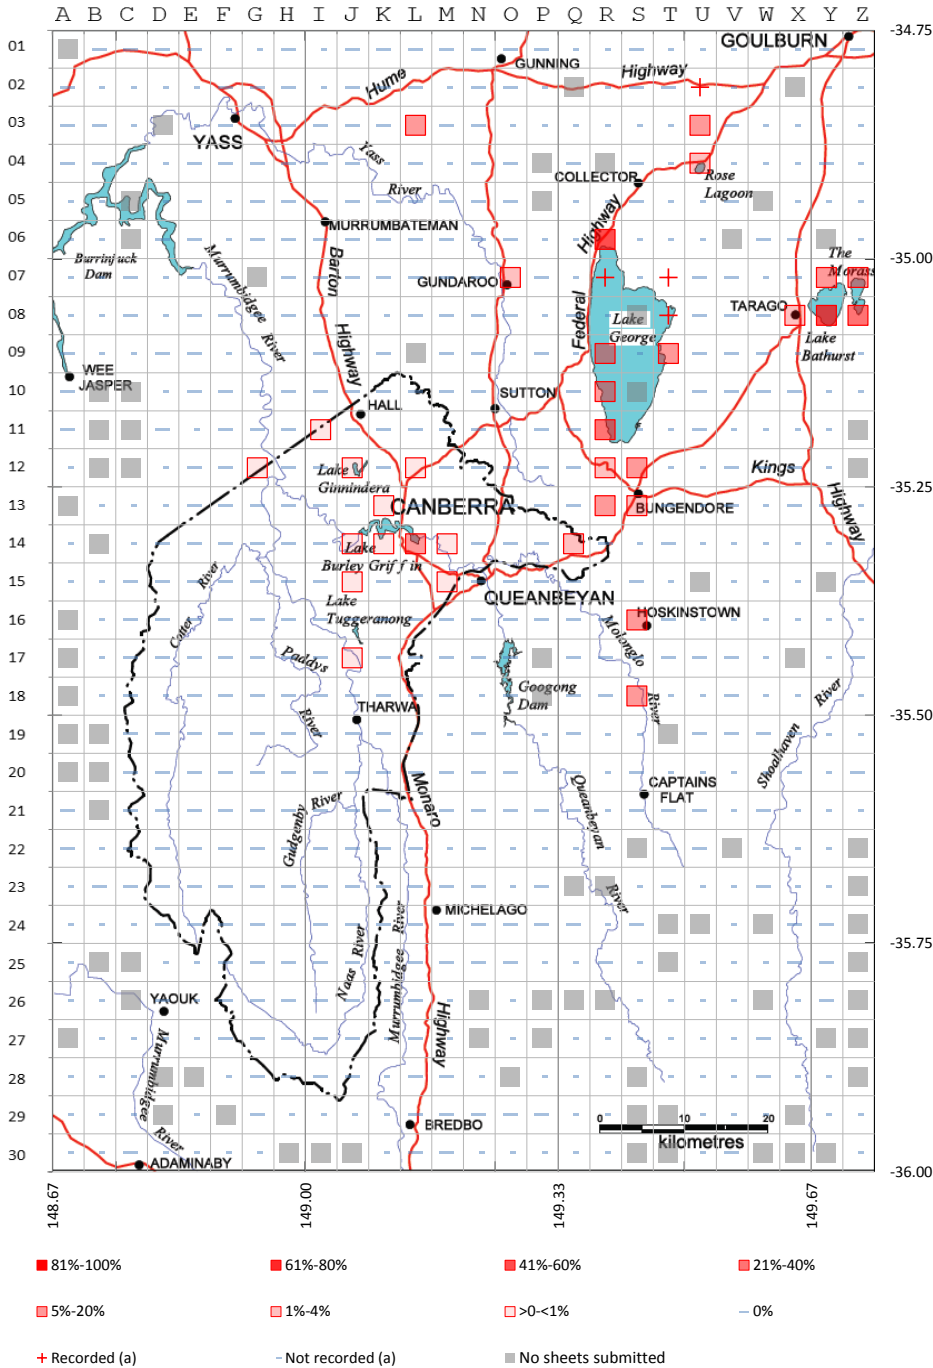 A B C D E F G H I J K L M N O P Q R S T U V W X Y Z
01
02
03
04
05
06
07
08
09
10
11
12
13
14
15
16
17
18
19
20
21
22
23
24
25
26
27
28
29
30
-34.75
-35.00
-35.25
-35.50
-35.75
-36.00
GOULBURN
GUNNING
Hume
Highway
YASS
Yass
River
COLLECTOR
Rose
Lagoon
MURRUMBATEMAN
Highway
Burrinjuck
Dam
Murrumbidgee
River
Barton
Highway
GUNDAROO
Federal
The
Morass
TARAGO
Lake
George
Lake
Bathurst
WEE
JASPER
HALL
SUTTON
Lake
Ginnindera
Kings
Highway
CANBERRA
BUNGENDORE
Lake
Burley Griffin
QUEANBEYAN
Cotter
River
Lake
Tuggeranong
HOSKINSTOWN
Molonglo
River
Paddys
River
Googong
Dam
THARWA
Shoalhaven
River
CAPTAINS
FLAT
Monaro
Queanbeyan
River
Gudgenby
River
MICHELAGO
Naas
River
Murrumbidgee
River
YAOUK
Highway
Murrumbidgee
River
BREDBO
ADAMINABY
0 10 20
kilometres
148.67
149.00
149.33
149.67
81%-100% 61%-80% 41%-60% 21%-40%
5%-20% 1%-4% >0-<1% 0%
Recorded (a) Not recorded (a) No sheets submitted